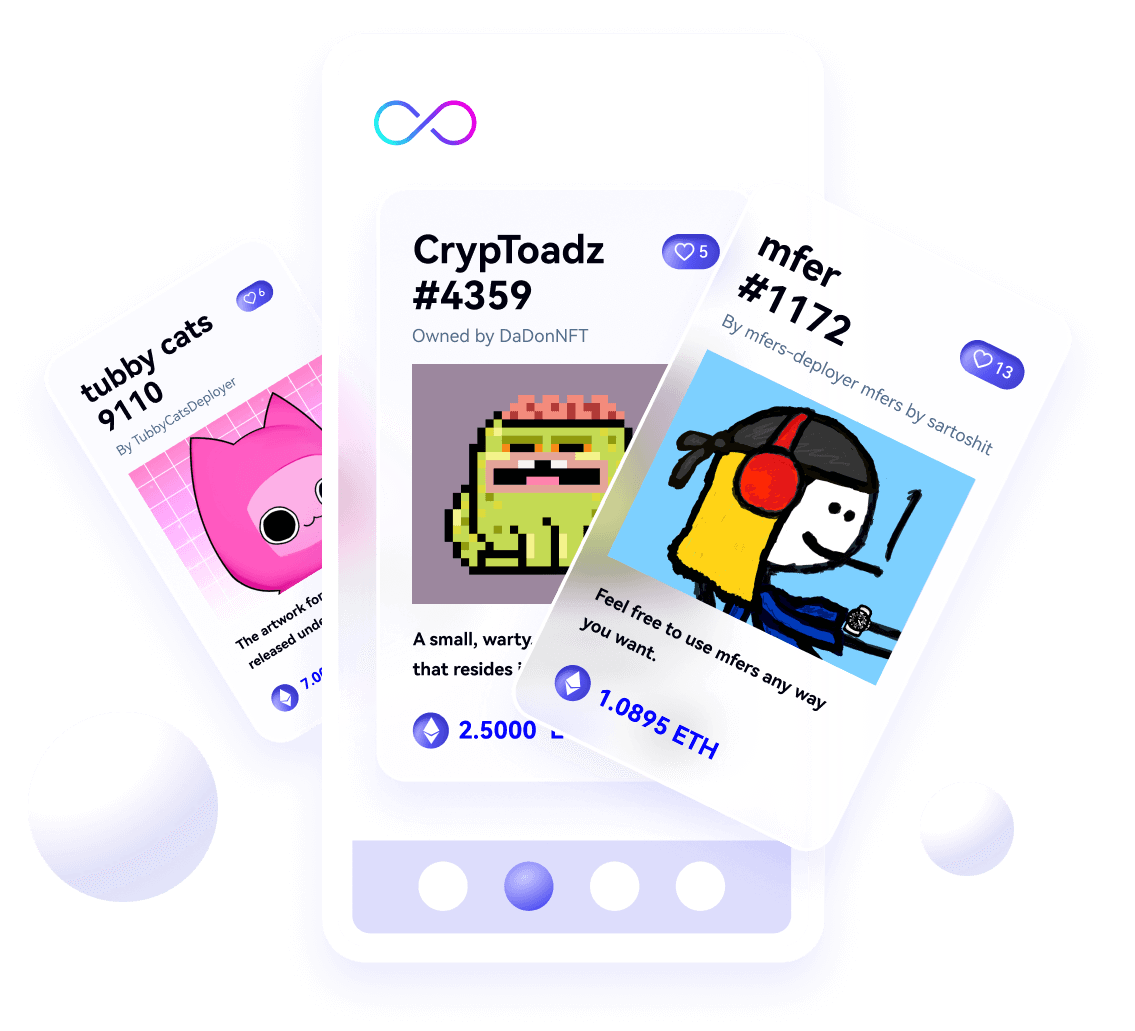 tubby cats
9110
6
By TubbyCatsDeployer
The artwork for
released
CrypToadz
#4359
5
Owned by DaDonNFT
A small, warty
that resides
2.5000
mfer
#1172
13
By mfers-deployer mfers by sartoshit
Feel free to use mfers any way
you want.
1.0895 ETH